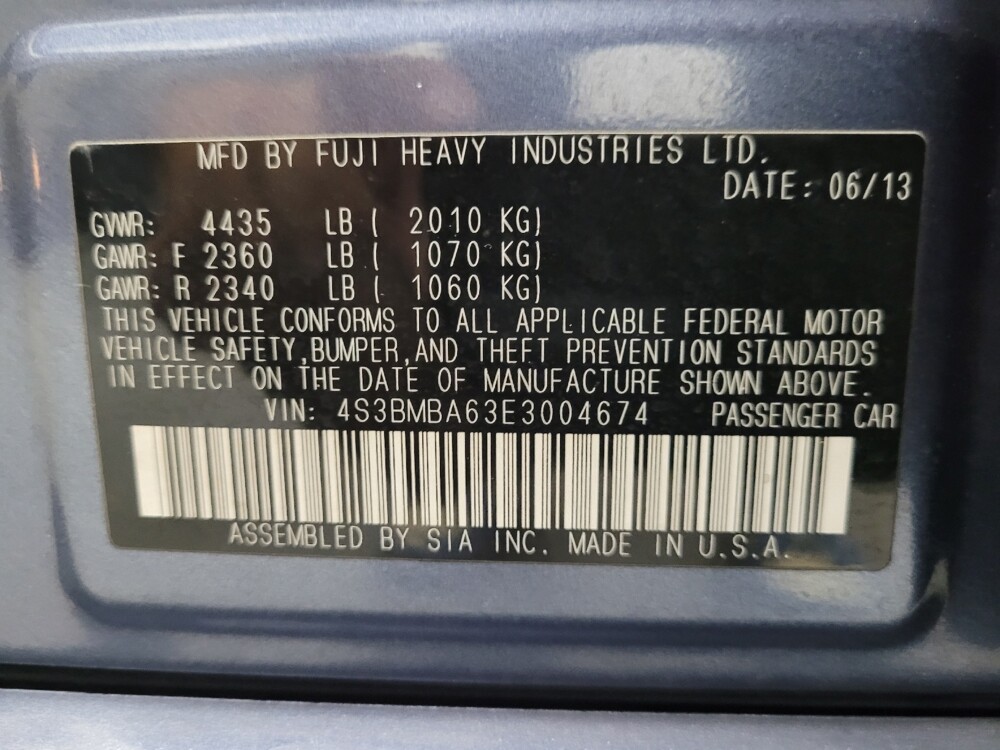 MFD BY FUJI HEAVY INDUSTRIES LTD.
DATE: 06/13
GVWR: 4435 LB ( 2010 KG)
GAWR: F 2360 LB ( 1070 KG)
GAWR: R 2340 LB ( 1060 KG)
THIS VEHICLE CONFORMS TO ALL APPLICABLE FEDERAL MOTOR
VEHICLE SAFETY,BUMPER,AND THEFT PREVENTION STANDARDS
IN EFFECT ON THE DATE OF MANUFACTURE SHOWN ABOVE.
VIN: 4S3BMBA63E3004674 PASSENGER CAR
ASSEMBLED BY SIA INC. MADE IN U.S.A.